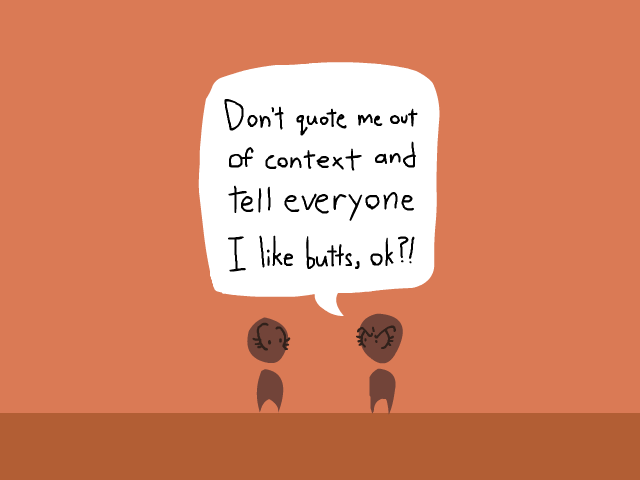 Don't quote me out
of context and
tell everyone
I like butts, ok?!